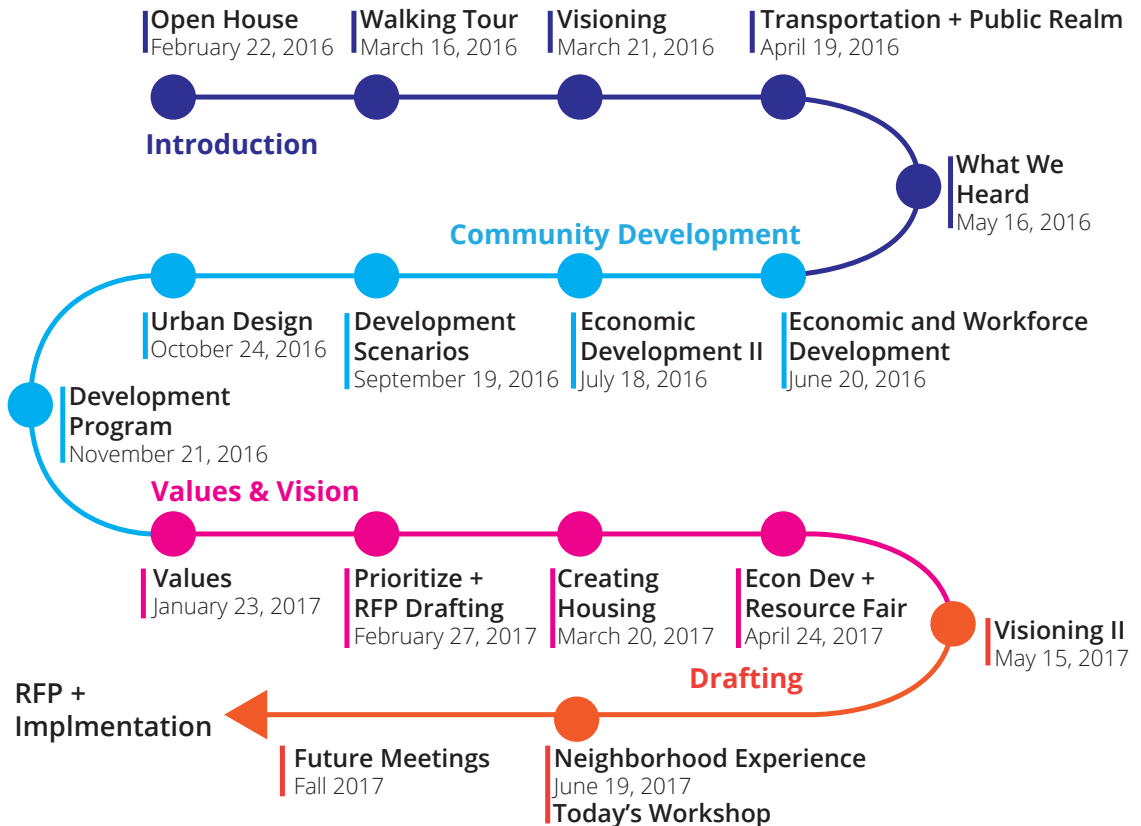 Open House
February 22, 2016
Walking Tour
March 16, 2016
Visioning
March 21, 2016
Transportation + Public Realm
April 19, 2016
Introduction
What We
Heard
May 16, 2016
Community Development
Economic and Workforce
Development
June 20, 2016
Economic
Development II
July 18, 2016
Development
Scenarios
September 19, 2016
Urban Design
October 24, 2016
Development
Program
November 21, 2016
Values & Vision
Values
January 23, 2017
Prioritize +
RFP Drafting
February 27, 2017
Creating
Housing
March 20, 2017
Econ Dev +
Resource Fair
April 24, 2017
Visioning II
May 15, 2017
Drafting
Neighborhood Experience
June 19, 2017
Today's Workshop
Future Meetings
Fall 2017
RFP +
Implmentation